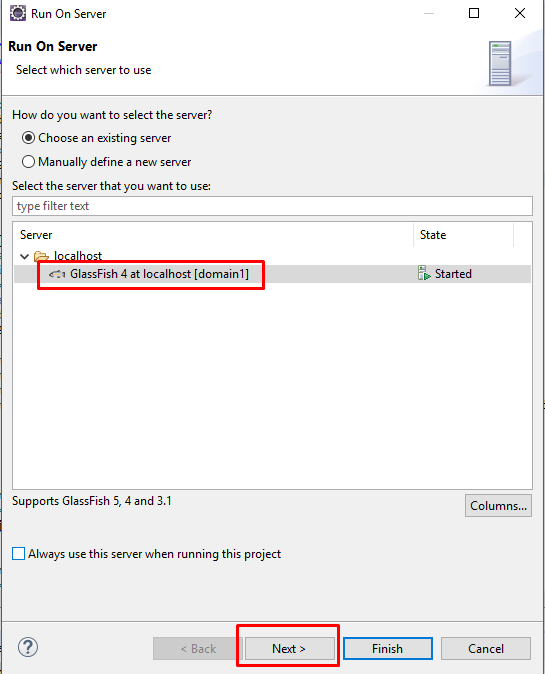 Run On Server
Run On Server
Select which server to use
How do you want to select the server?
Choose an existing server
Manually define a new server
Select the server that you want to use:
type filter text
Server State
localhost
GlassFish 4 at localhost [domain1] Started
Supports GlassFish 5, 4 and 3.1
Columns...
Always use this server when running this project
? < Back Next > Finish Cancel